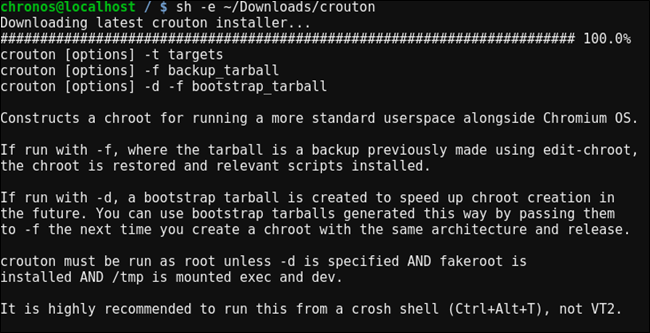 chronos@localhost / $ sh -e ~/Downloads/crouton
Downloading latest crouton installer...
######################################################################## 100.0%
crouton [options] -t targets
crouton [options] -f backup_tarball
crouton [options] -d -f bootstrap_tarball
Constructs a chroot for running a more standard userspace alongside Chromium OS.
If run with -f, where the tarball is a backup previously made using edit-chroot,
the chroot is restored and relevant scripts installed.
If run with -d, a bootstrap tarball is created to speed up chroot creation in
the future. You can use bootstrap tarballs generated this way by passing them
to -f the next time you create a chroot with the same architecture and release.
crouton must be run as root unless -d is specified AND fakeroot is
installed AND /tmp is mounted exec and dev.
It is highly recommended to run this from a crosh shell (Ctrl+Alt+T), not VT2.